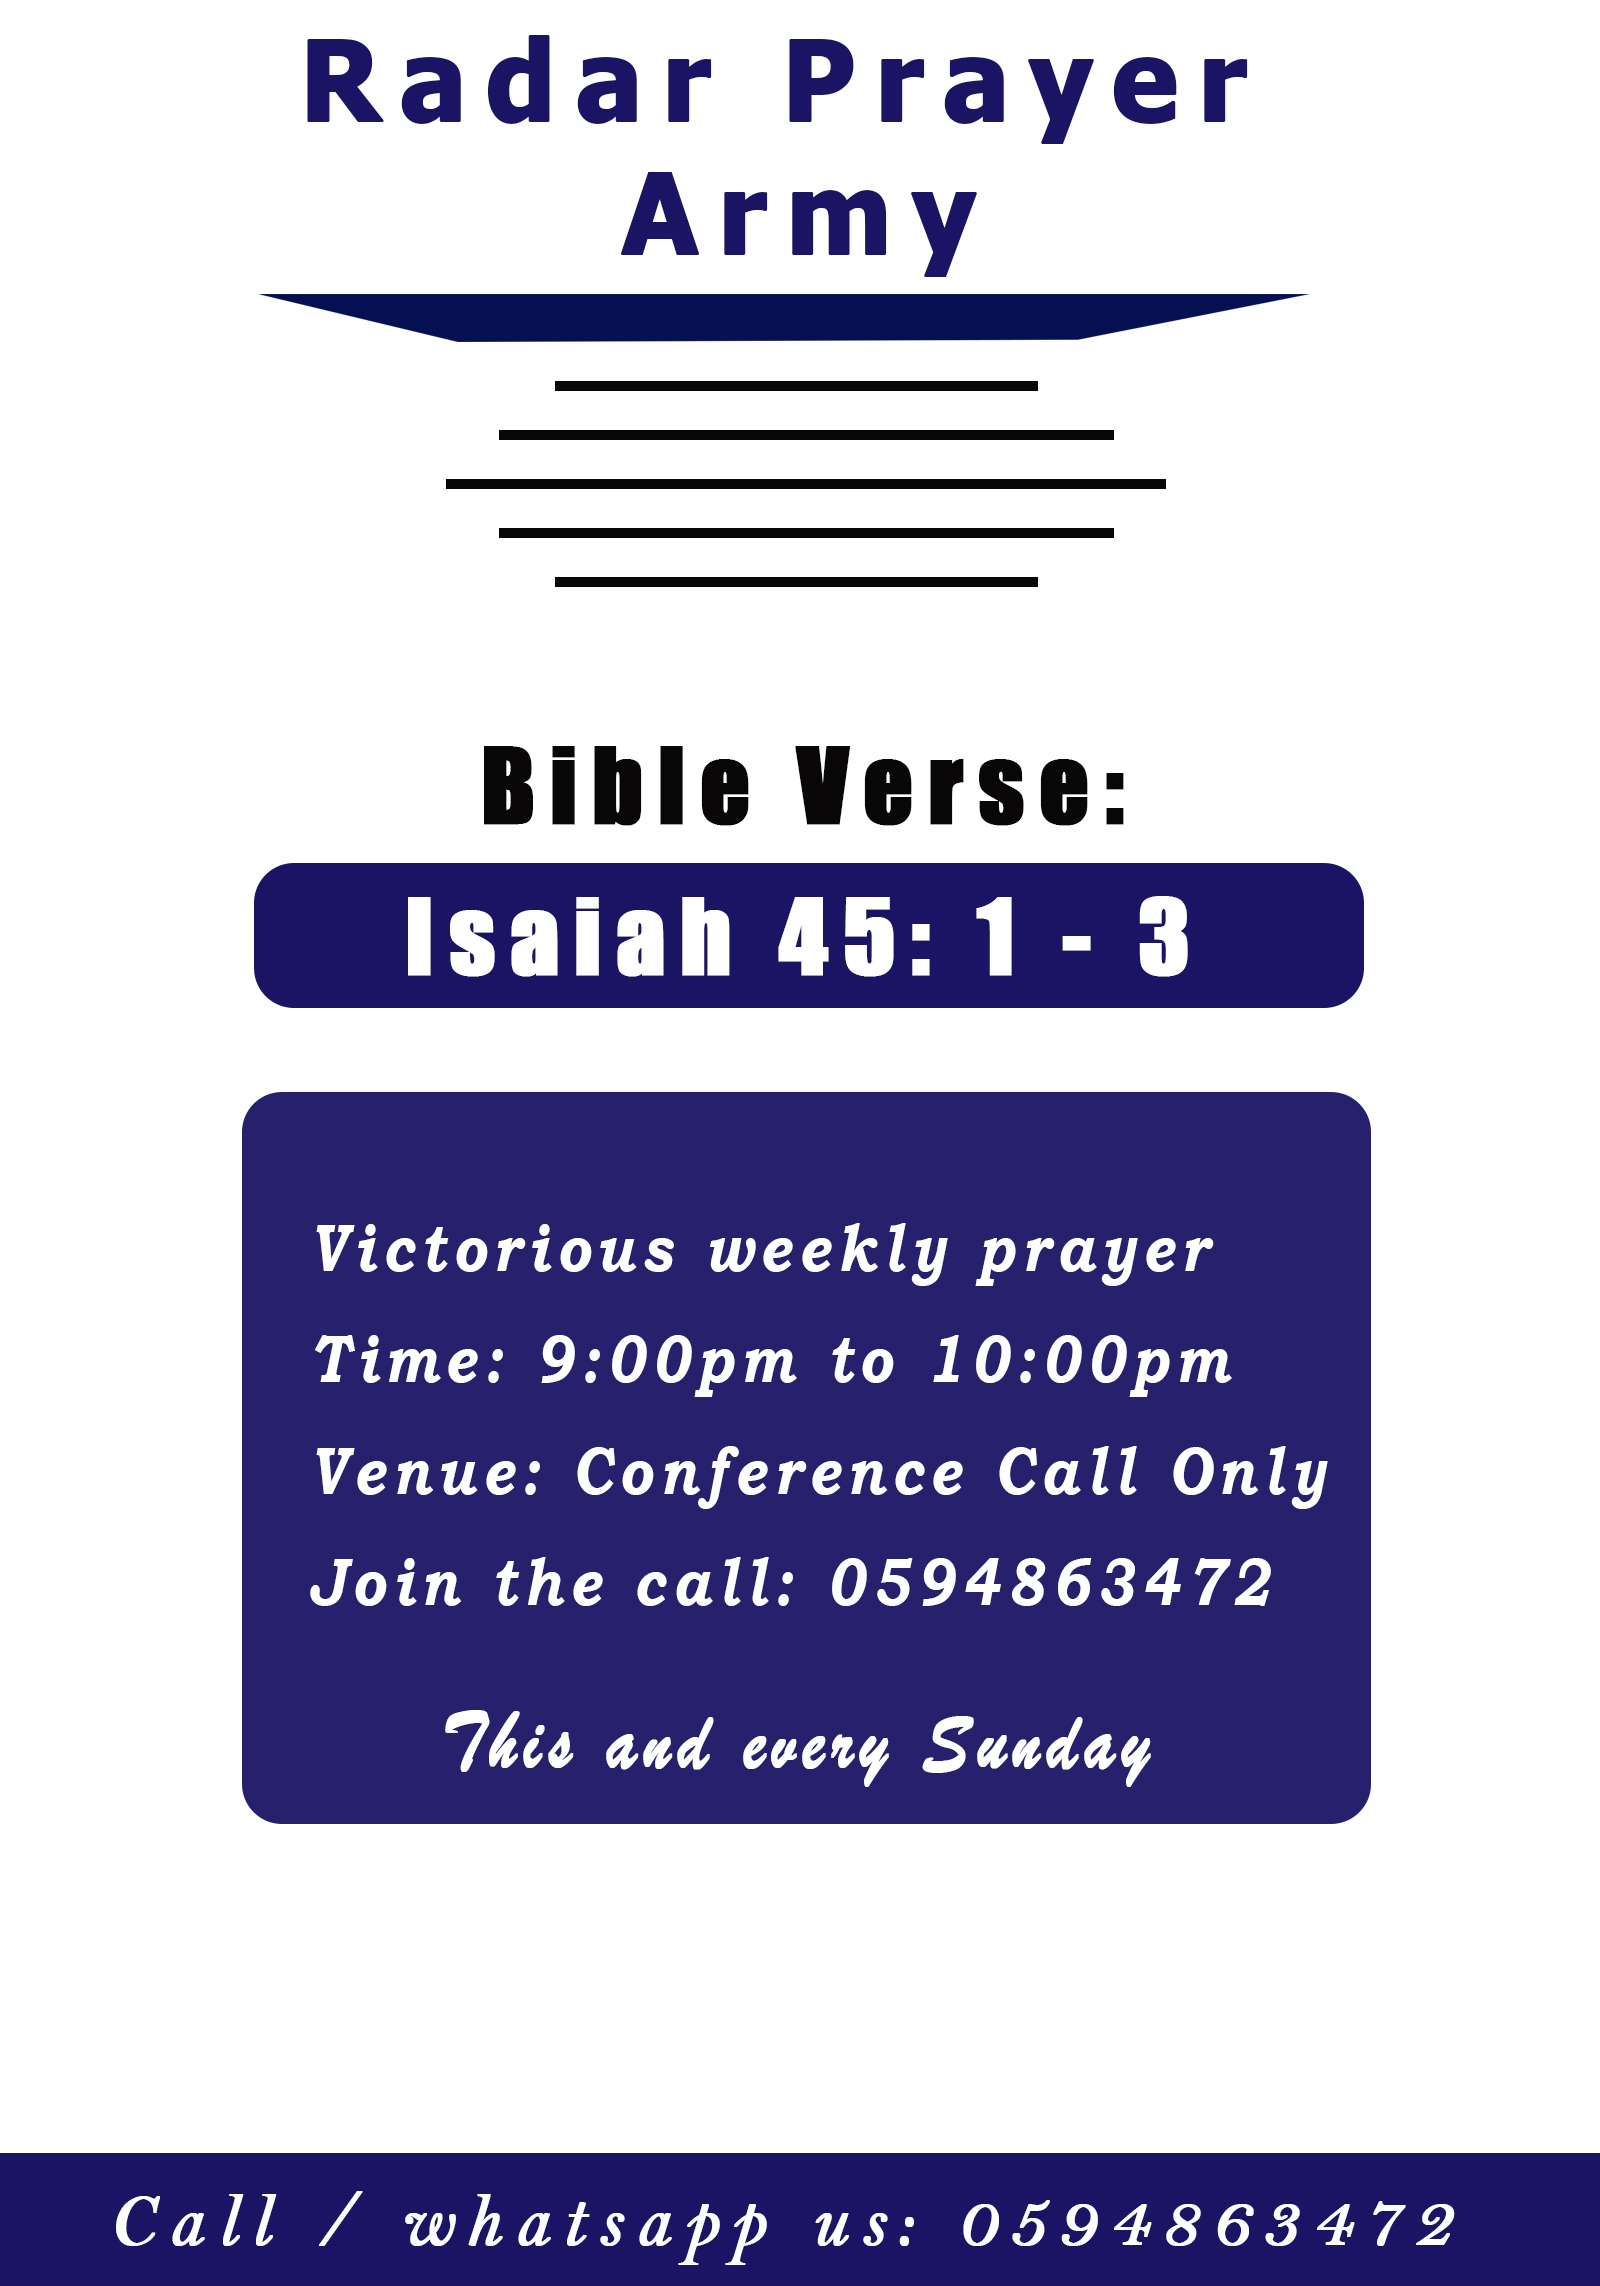 Radar Prayer
Army
Bible Verse:
Isaiah 45: 1 - 3
Victorious weekly prayer
Time: 9:00pm to 10:00pm
Venue: Conference Call Only
Join the call: 0594863472
This and every Sunday
Call / whatsapp us: 0594863472